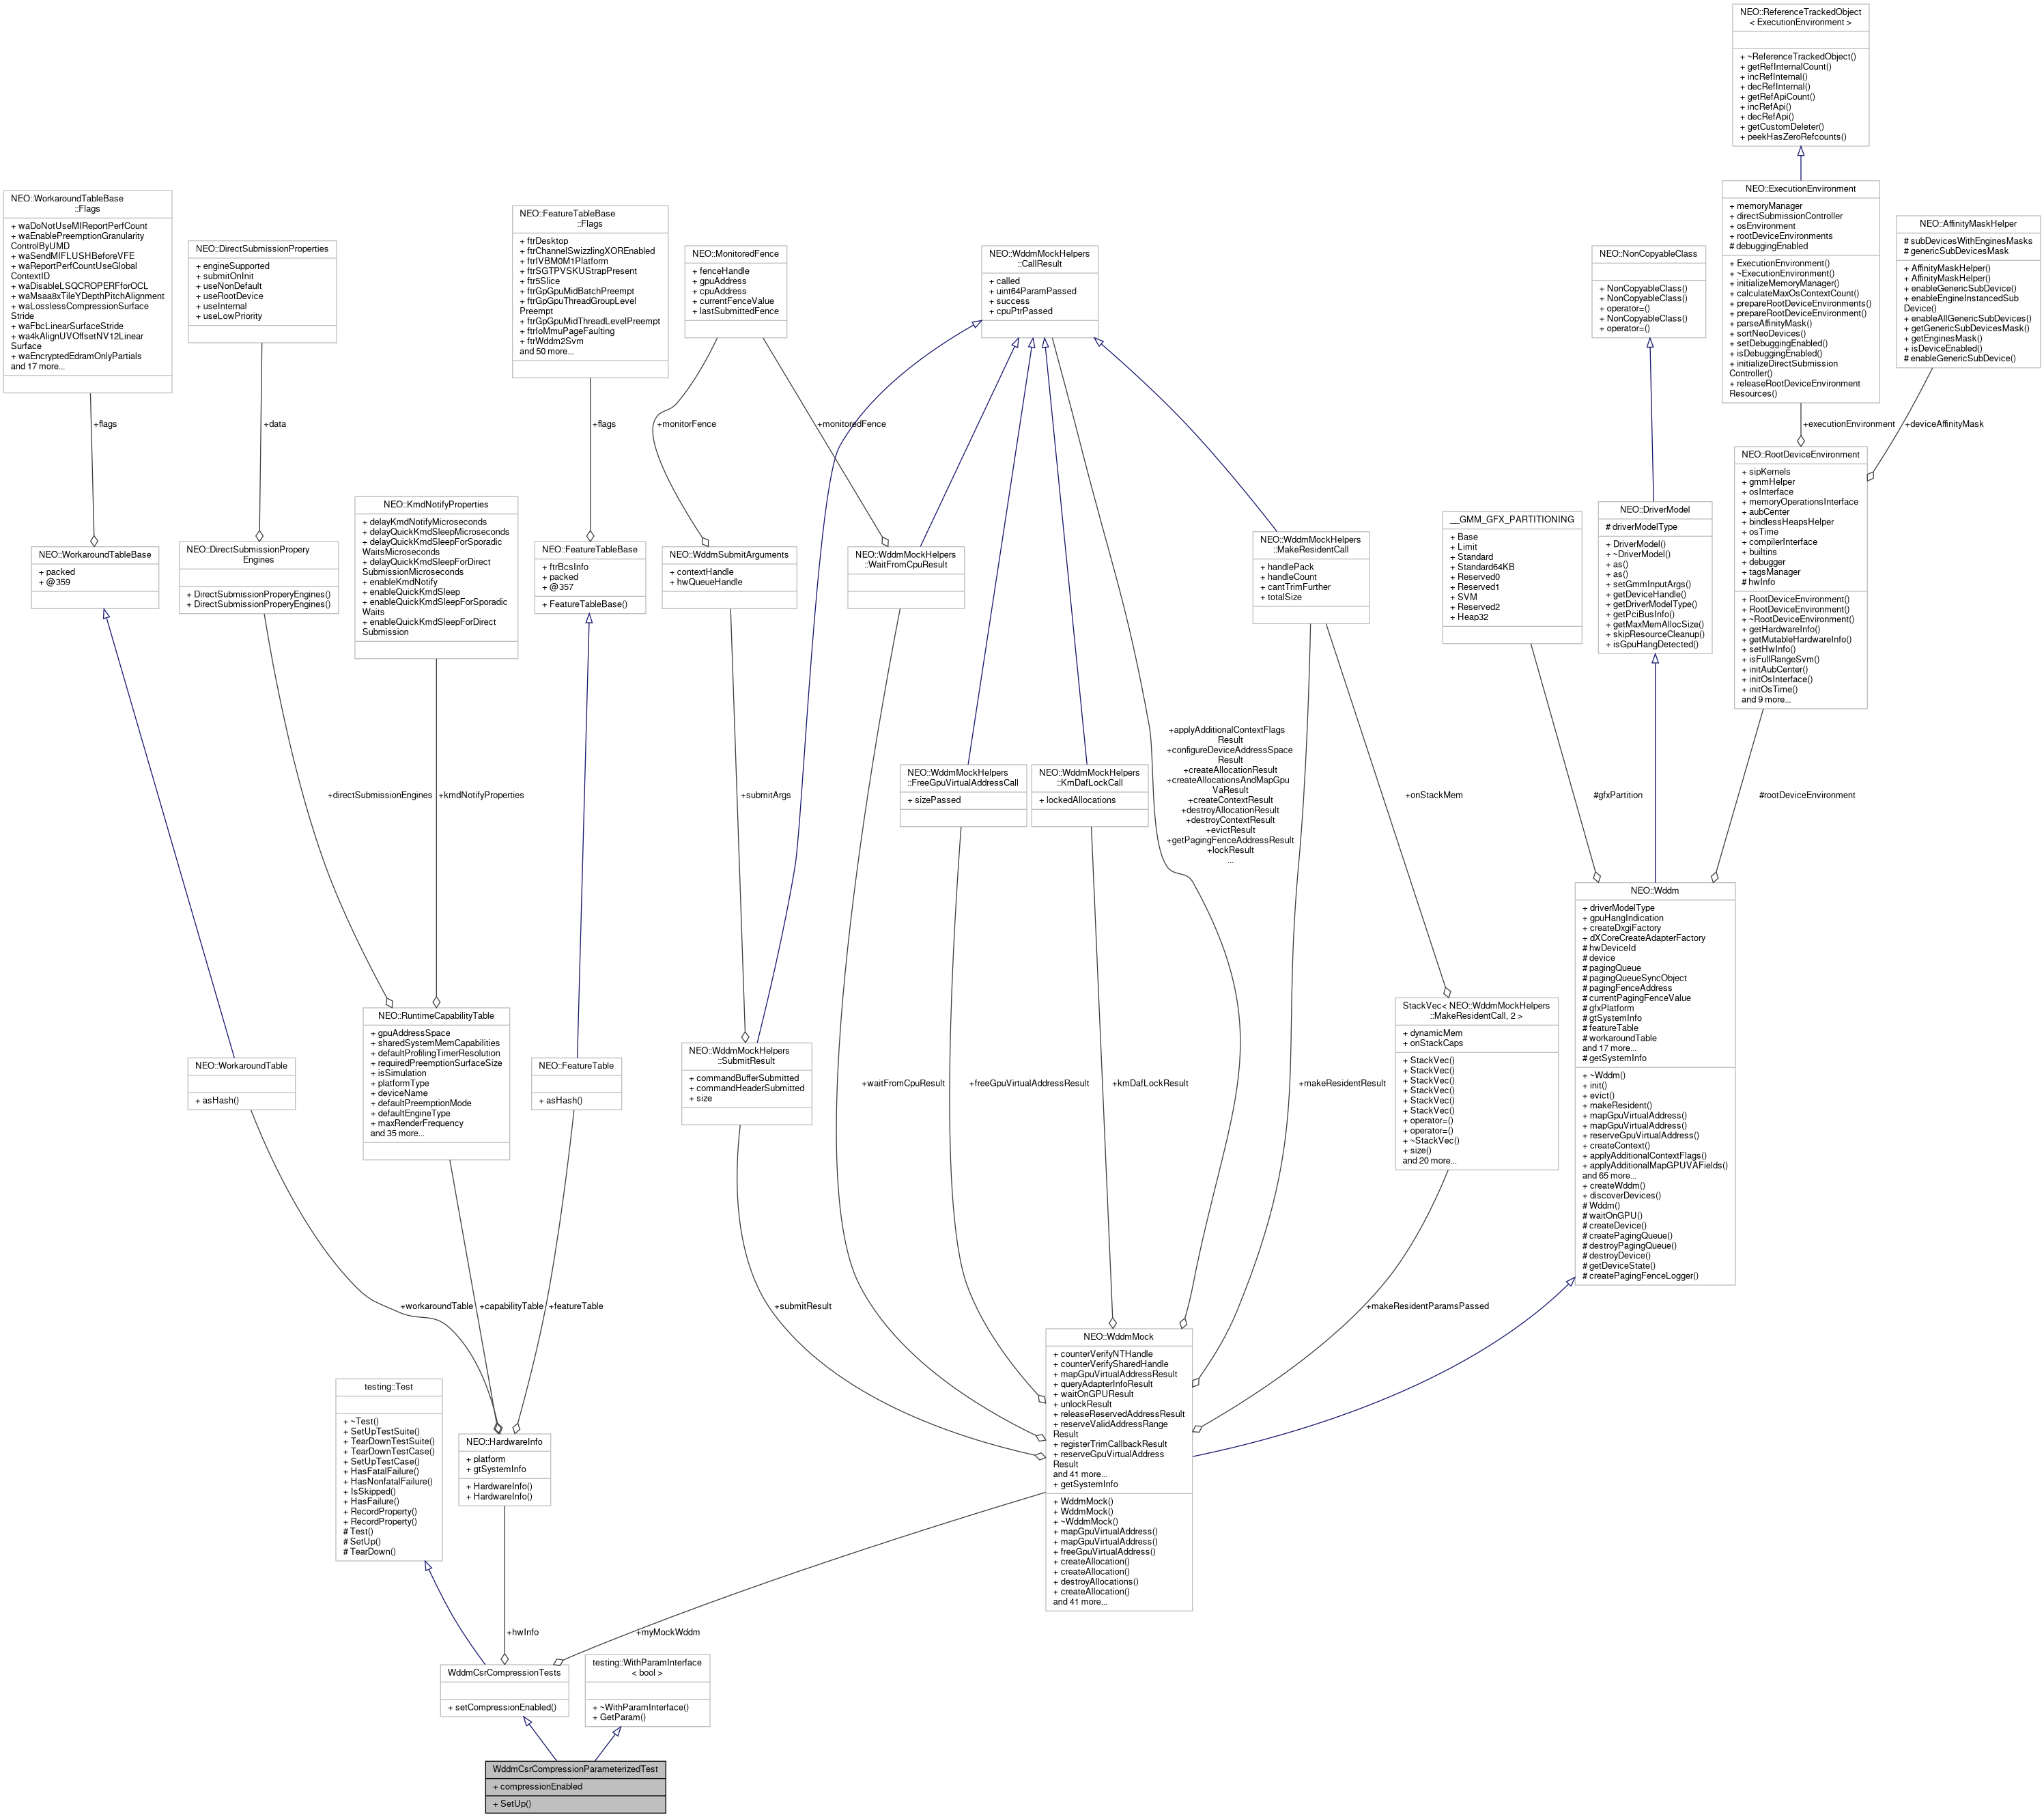 NEO::ReferenceTrackedObject
< ExecutionEnvironment >
+ ~ReferenceTrackedObject()
+ getRefInternalCount()
+ incRefInternal()
+ decRefInternal()
+ getRefApiCount()
+ incRefApi()
+ decRefApi()
+ getCustomDeleter()
+ peekHasZeroRefcounts()
NEO::WorkaroundTableBase
::Flags
+ waDoNotUseMIReportPerfCount
+ waEnablePreemptionGranularity
ControlByUMD
+ waSendMIFLUSHBeforeVFE
+ waReportPerfCountUseGlobal
ContextID
+ waDisableLSQCROPERFforOCL
+ waMsaa8xTileYDepthPitchAlignment
+ waLosslessCompressionSurface
Stride
+ waFbcLinearSurfaceStride
+ wa4kAlignUVOffsetNV12Linear
Surface
+ waEncryptedEdramOnlyPartials
and 17 more...
NEO::DirectSubmissionProperties
+ engineSupported
+ submitOnInit
+ useNonDefault
+ useRootDevice
+ useInternal
+ useLowPriority
NEO::FeatureTableBase
::Flags
+ ftrDesktop
+ ftrChannelSwizzlingXOREnabled
+ ftrIVBM0M1Platform
+ ftrSGTPVSKUStrapPresent
+ ftr5Slice
+ ftrGpGpuMidBatchPreempt
+ ftrGpGpuThreadGroupLevel
Preempt
+ ftrGpGpuMidThreadLevelPreempt
+ ftrIoMmuPageFaulting
+ ftrWddm2Svm
and 50 more...
NEO::MonitoredFence
+ fenceHandle
+ gpuAddress
+ cpuAddress
+ currentFenceValue
+ lastSubmittedFence
NEO::WddmMockHelpers
::CallResult
+ called
+ uint64ParamPassed
+ success
+ cpuPtrPassed
NEO::NonCopyableClass
+ NonCopyableClass()
+ NonCopyableClass()
+ operator=()
+ NonCopyableClass()
+ operator=()
NEO::ExecutionEnvironment
+ memoryManager
+ directSubmissionController
+ osEnvironment
+ rootDeviceEnvironments
# debuggingEnabled
+ ExecutionEnvironment()
+ ~ExecutionEnvironment()
+ initializeMemoryManager()
+ calculateMaxOsContextCount()
+ prepareRootDeviceEnvironments()
+ prepareRootDeviceEnvironment()
+ parseAffinityMask()
+ sortNeoDevices()
+ setDebuggingEnabled()
+ isDebuggingEnabled()
+ initializeDirectSubmission
Controller()
+ releaseRootDeviceEnvironment
Resources()
NEO::AffinityMaskHelper
# subDevicesWithEnginesMasks
# genericSubDevicesMask
+ AffinityMaskHelper()
+ AffinityMaskHelper()
+ enableGenericSubDevice()
+ enableEngineInstancedSub
Device()
+ enableAllGenericSubDevices()
+ getGenericSubDevicesMask()
+ getEnginesMask()
+ isDeviceEnabled()
# enableGenericSubDevice()
+flags
+data
+flags
+monitorFence
+monitoredFence
+executionEnvironment
+deviceAffinityMask
NEO::WorkaroundTableBase
+ packed
+ @359
NEO::DirectSubmissionPropery
Engines
+ DirectSubmissionProperyEngines()
+ DirectSubmissionProperyEngines()
NEO::KmdNotifyProperties
+ delayKmdNotifyMicroseconds
+ delayQuickKmdSleepMicroseconds
+ delayQuickKmdSleepForSporadic
WaitsMicroseconds
+ delayQuickKmdSleepForDirect
SubmissionMicroseconds
+ enableKmdNotify
+ enableQuickKmdSleep
+ enableQuickKmdSleepForSporadic
Waits
+ enableQuickKmdSleepForDirect
Submission
NEO::FeatureTableBase
+ ftrBcsInfo
+ packed
+ @357
+ FeatureTableBase()
NEO::WddmSubmitArguments
+ contextHandle
+ hwQueueHandle
NEO::WddmMockHelpers
::WaitFromCpuResult
NEO::WddmMockHelpers
::MakeResidentCall
+ handlePack
+ handleCount
+ cantTrimFurther
+ totalSize
__GMM_GFX_PARTITIONING
+ Base
+ Limit
+ Standard
+ Standard64KB
+ Reserved0
+ Reserved1
+ SVM
+ Reserved2
+ Heap32
NEO::DriverModel
# driverModelType
+ DriverModel()
+ ~DriverModel()
+ as()
+ as()
+ setGmmInputArgs()
+ getDeviceHandle()
+ getDriverModelType()
+ getPciBusInfo()
+ getMaxMemAllocSize()
+ skipResourceCleanup()
+ isGpuHangDetected()
NEO::RootDeviceEnvironment
+ sipKernels
+ gmmHelper
+ osInterface
+ memoryOperationsInterface
+ aubCenter
+ bindlessHeapsHelper
+ osTime
+ compilerInterface
+ builtins
+ debugger
+ tagsManager
# hwInfo
+ RootDeviceEnvironment()
+ RootDeviceEnvironment()
+ ~RootDeviceEnvironment()
+ getHardwareInfo()
+ getMutableHardwareInfo()
+ setHwInfo()
+ isFullRangeSvm()
+ initAubCenter()
+ initOsInterface()
+ initOsTime()
and 9 more...
+directSubmissionEngines
+kmdNotifyProperties
+submitArgs
NEO::WddmMockHelpers
::FreeGpuVirtualAddressCall
+ sizePassed
NEO::WddmMockHelpers
::KmDafLockCall
+ lockedAllocations
+applyAdditionalContextFlags
Result
+configureDeviceAddressSpace
Result
+createAllocationResult
+createAllocationsAndMapGpu
VaResult
+createContextResult
+destroyAllocationResult
+destroyContextResult
+evictResult
+getPagingFenceAddressResult
+lockResult
...
+onStackMem
#gfxPartition
#rootDeviceEnvironment
NEO::WorkaroundTable
+ asHash()
NEO::RuntimeCapabilityTable
+ gpuAddressSpace
+ sharedSystemMemCapabilities
+ defaultProfilingTimerResolution
+ requiredPreemptionSurfaceSize
+ isSimulation
+ platformType
+ deviceName
+ defaultPreemptionMode
+ defaultEngineType
+ maxRenderFrequency
and 35 more...
NEO::FeatureTable
+ asHash()
NEO::WddmMockHelpers
::SubmitResult
+ commandBufferSubmitted
+ commandHeaderSubmitted
+ size
+waitFromCpuResult
+freeGpuVirtualAddressResult
+kmDafLockResult
+makeResidentResult
StackVec< NEO::WddmMockHelpers
::MakeResidentCall, 2 >
+ dynamicMem
+ onStackCaps
+ StackVec()
+ StackVec()
+ StackVec()
+ StackVec()
+ StackVec()
+ StackVec()
+ operator=()
+ operator=()
+ ~StackVec()
+ size()
and 20 more...
NEO::Wddm
+ driverModelType
+ gpuHangIndication
+ createDxgiFactory
+ dXCoreCreateAdapterFactory
# hwDeviceId
# device
# pagingQueue
# pagingQueueSyncObject
# pagingFenceAddress
# currentPagingFenceValue
# gfxPlatform
# gtSystemInfo
# featureTable
# workaroundTable
and 17 more...
# getSystemInfo
+ ~Wddm()
+ init()
+ evict()
+ makeResident()
+ mapGpuVirtualAddress()
+ mapGpuVirtualAddress()
+ reserveGpuVirtualAddress()
+ createContext()
+ applyAdditionalContextFlags()
+ applyAdditionalMapGPUVAFields()
and 65 more...
+ createWddm()
+ discoverDevices()
# Wddm()
# waitOnGPU()
# createDevice()
# createPagingQueue()
# destroyPagingQueue()
# destroyDevice()
# getDeviceState()
# createPagingFenceLogger()
+workaroundTable
+capabilityTable
+featureTable
+submitResult
+makeResidentParamsPassed
testing::Test
+ ~Test()
+ SetUpTestSuite()
+ TearDownTestSuite()
+ TearDownTestCase()
+ SetUpTestCase()
+ HasFatalFailure()
+ HasNonfatalFailure()
+ IsSkipped()
+ HasFailure()
+ RecordProperty()
+ RecordProperty()
# Test()
# SetUp()
# TearDown()
NEO::HardwareInfo
+ platform
+ gtSystemInfo
+ HardwareInfo()
+ HardwareInfo()
NEO::WddmMock
+ counterVerifyNTHandle
+ counterVerifySharedHandle
+ mapGpuVirtualAddressResult
+ queryAdapterInfoResult
+ waitOnGPUResult
+ unlockResult
+ releaseReservedAddressResult
+ reserveValidAddressRange
Result
+ registerTrimCallbackResult
+ reserveGpuVirtualAddress
Result
and 41 more...
+ getSystemInfo
+ WddmMock()
+ WddmMock()
+ ~WddmMock()
+ mapGpuVirtualAddress()
+ mapGpuVirtualAddress()
+ freeGpuVirtualAddress()
+ createAllocation()
+ createAllocation()
+ destroyAllocations()
+ createAllocation()
and 41 more...
+hwInfo
+myMockWddm
WddmCsrCompressionTests
+ setCompressionEnabled()
testing::WithParamInterface
< bool >
+ ~WithParamInterface()
+ GetParam()
WddmCsrCompressionParameterizedTest
+ compressionEnabled
+ SetUp()